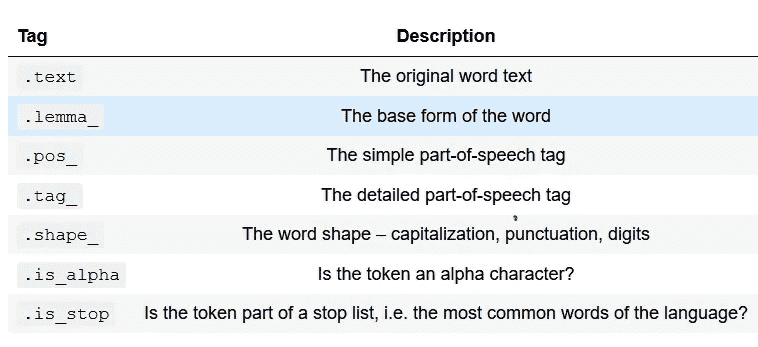 Tag Description
.text The original word text
.lemma_ The base form of the word
.pos_ The simple part-of-speech tag
.tag_ The detailed part-of-speech tag
.shape_ The word shape – capitalization, punctuation, digits
.is_alpha Is the token an alpha character?
.is_stop Is the token part of a stop list, i.e. the most common words of the language?